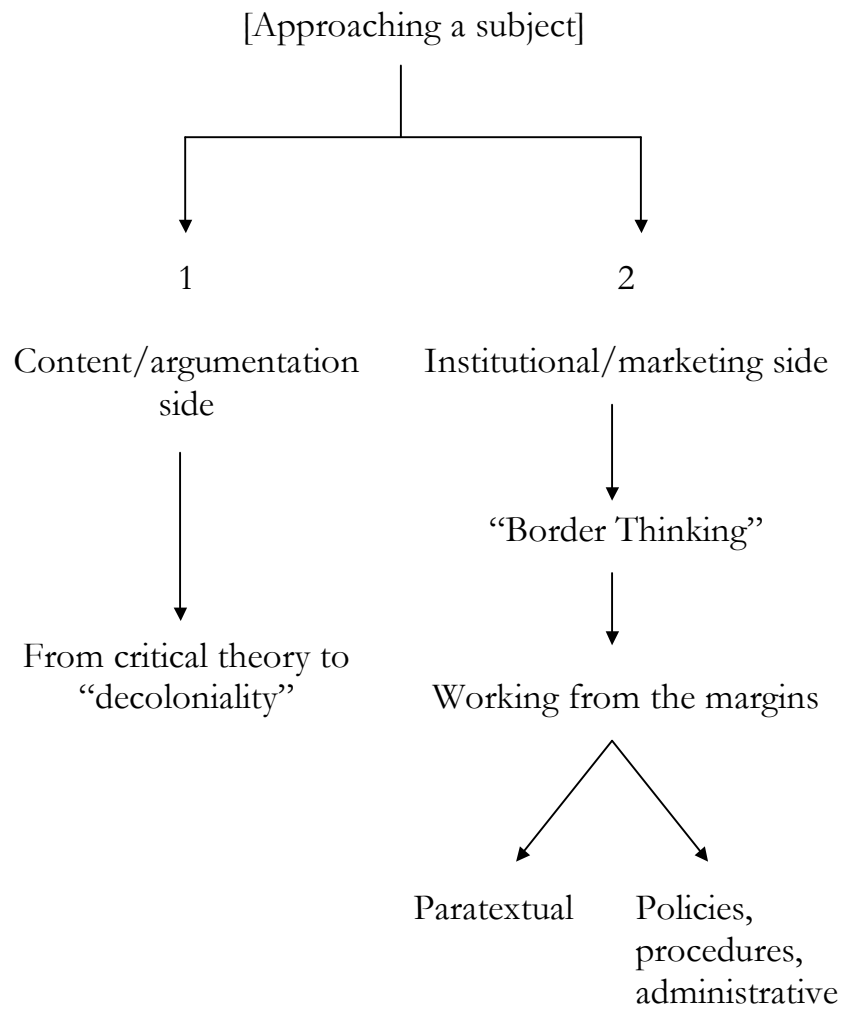 [Approaching a subject]
1
2
Content/argumentation
side
Institutional/marketing side
“Border Thinking”
From critical theory to
“decoloniality”
Working from the margins
Paratextual
Policies,
procedures,
administrative